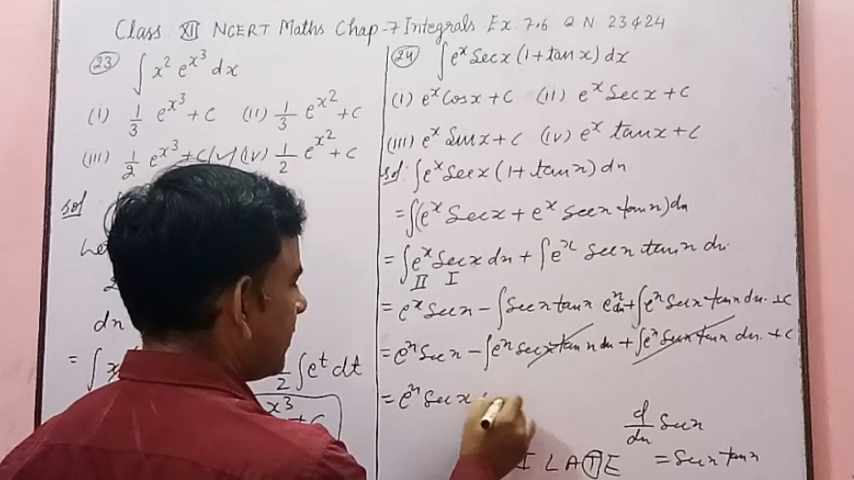 Class XII NCERT Maths Chap-7 Integrals Ex 7.6 Q N 23 & 24
(23) ∫ x² e^x³ dx
(I) 1/3 e^x³ + C (II) 1/3 e^x² + C
(III) 1/2 e^x³ + C (IV) 1/2 e^x² + C
Sol
dx
= ∫
1/2 ∫ e^t dt
(24) ∫ e^x Sec x (1 + tan x) dx
(I) e^x Cos x + C (II) e^x Sec x + C
(III) e^x Sin x + C (IV) e^x tan x + C
Sol: ∫ e^x Sec x (1 + tan x) dx
= ∫ (e^x Sec x + e^x Sec x tan x) dx
= ∫ e^x Sec x dx + ∫ e^x Sec x tan x dx
II I
= e^x Sec x − ∫ Sec x tan x e^x dx + ∫ e^x Sec x tan x dx + C
= e^x Sec x − ∫ e^x Sec x tan x dx + ∫ e^x Sec x tan x dx + C
= e^x Sec x
d/dx Sec x
= Sec x tan x
I L A T E